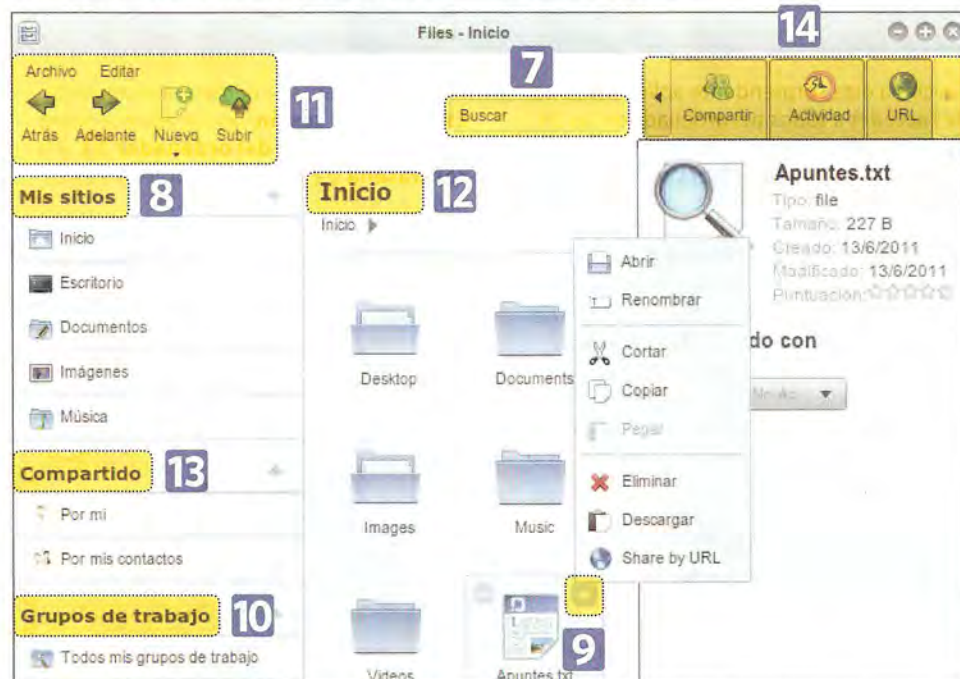 Files - Inicio
14
7
Archivo Editar
Atrás Adelante Nuevo Subir
11
Buscar
Compartir Actividad URL
Mis sitios
8
Inicio
Escritorio
Documentos
Imágenes
Música
Compartido
13
Por mi
Por mis contactos
Grupos de trabajo
10
Todos mis grupos de trabajo
Inicio
12
Inicio
Desktop
Documents
Images
Music
Videos
Apuntes.txt
9
Abrir
Renombrar
Cortar
Copiar
Pegar
Eliminar
Descargar
Share by URL
Apuntes.txt
Tipo: file
Tamaño: 227 B
Creado: 13/6/2011
Modificado: 13/6/2011
Puntuación:
do con